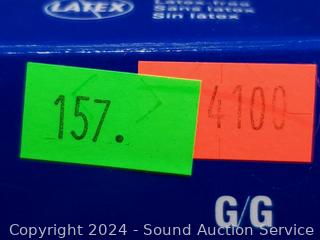 LATEX
Latex-free
Sans latex
Sin latex
157.
4100
G/G
Copyright 2024 - Sound Auction Service